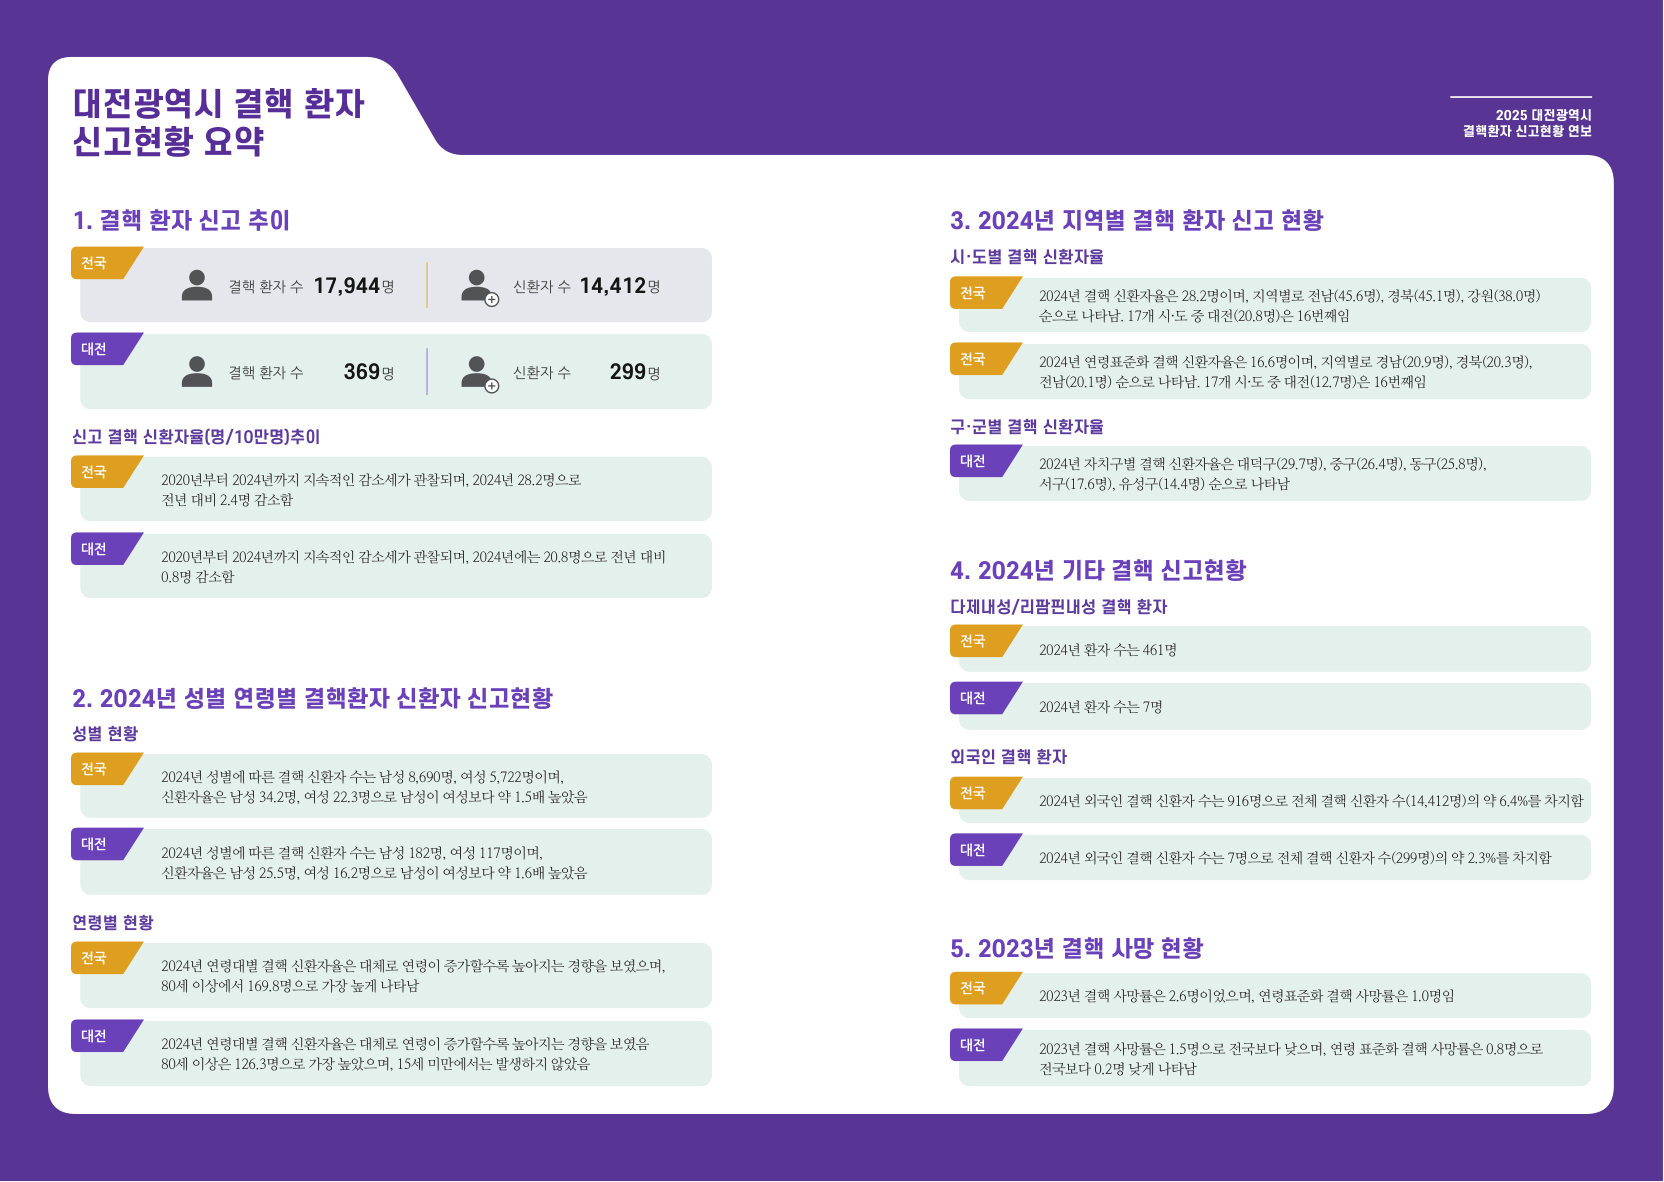 대전광역시 결핵 환자
신고현황 요약
2025 대전광역시
결핵환자 신고현황 연보
1. 결핵 환자 신고 추이
전국
결핵 환자 수 17,944명
신환자 수 14,412명
대전
결핵 환자 수 369명
신환자 수 299명
신고 결핵 신환자율(명/10만명)추이
전국
2020년부터 2024년까지 지속적인 감소세가 관찰되며, 2024년 28.2명으로
전년 대비 2.4명 감소함
대전
2020년부터 2024년까지 지속적인 감소세가 관찰되며, 2024년에는 20.8명으로 전년 대비
0.8명 감소함
2. 2024년 성별 연령별 결핵환자 신환자 신고현황
성별 현황
전국
2024년 성별에 따른 결핵 신환자 수는 남성 8,690명, 여성 5,722명이며,
신환자율은 남성 34.2명, 여성 22.3명으로 남성이 여성보다 약 1.5배 높았음
대전
2024년 성별에 따른 결핵 신환자 수는 남성 182명, 여성 117명이며,
신환자율은 남성 25.5명, 여성 16.2명으로 남성이 여성보다 약 1.6배 높았음
연령별 현황
전국
2024년 연령대별 결핵 신환자율은 대체로 연령이 증가할수록 높아지는 경향을 보였으며,
80세 이상에서 169.8명으로 가장 높게 나타남
대전
2024년 연령대별 결핵 신환자율은 대체로 연령이 증가할수록 높아지는 경향을 보였음
80세 이상은 126.3명으로 가장 높았으며, 15세 미만에서는 발생하지 않았음
3. 2024년 지역별 결핵 환자 신고 현황
시·도별 결핵 신환자율
전국
2024년 결핵 신환자율은 28.2명이며, 지역별로 전남(45.6명), 경북(45.1명), 강원(38.0명)
순으로 나타남. 17개 시·도 중 대전(20.8명)은 16번째임
전국
2024년 연령표준화 결핵 신환자율은 16.6명이며, 지역별로 경남(20.9명), 경북(20.3명),
전남(20.1명) 순으로 나타남. 17개 시·도 중 대전(12.7명)은 16번째임
구·군별 결핵 신환자율
대전
2024년 자치구별 결핵 신환자율은 대덕구(29.7명), 중구(26.4명), 동구(25.8명),
서구(17.6명), 유성구(14.4명) 순으로 나타남
4. 2024년 기타 결핵 신고현황
다제내성/리팜핀내성 결핵 환자
전국
2024년 환자 수는 461명
대전
2024년 환자 수는 7명
외국인 결핵 환자
전국
2024년 외국인 결핵 신환자 수는 916명으로 전체 결핵 신환자 수(14,412명)의 약 6.4%를 차지함
대전
2024년 외국인 결핵 신환자 수는 7명으로 전체 결핵 신환자 수(299명)의 약 2.3%를 차지함
5. 2023년 결핵 사망 현황
전국
2023년 결핵 사망률은 2.6명이었으며, 연령표준화 결핵 사망률은 1.0명임
대전
2023년 결핵 사망률은 1.5명으로 전국보다 낮으며, 연령 표준화 결핵 사망률은 0.8명으로
전국보다 0.2명 낮게 나타남